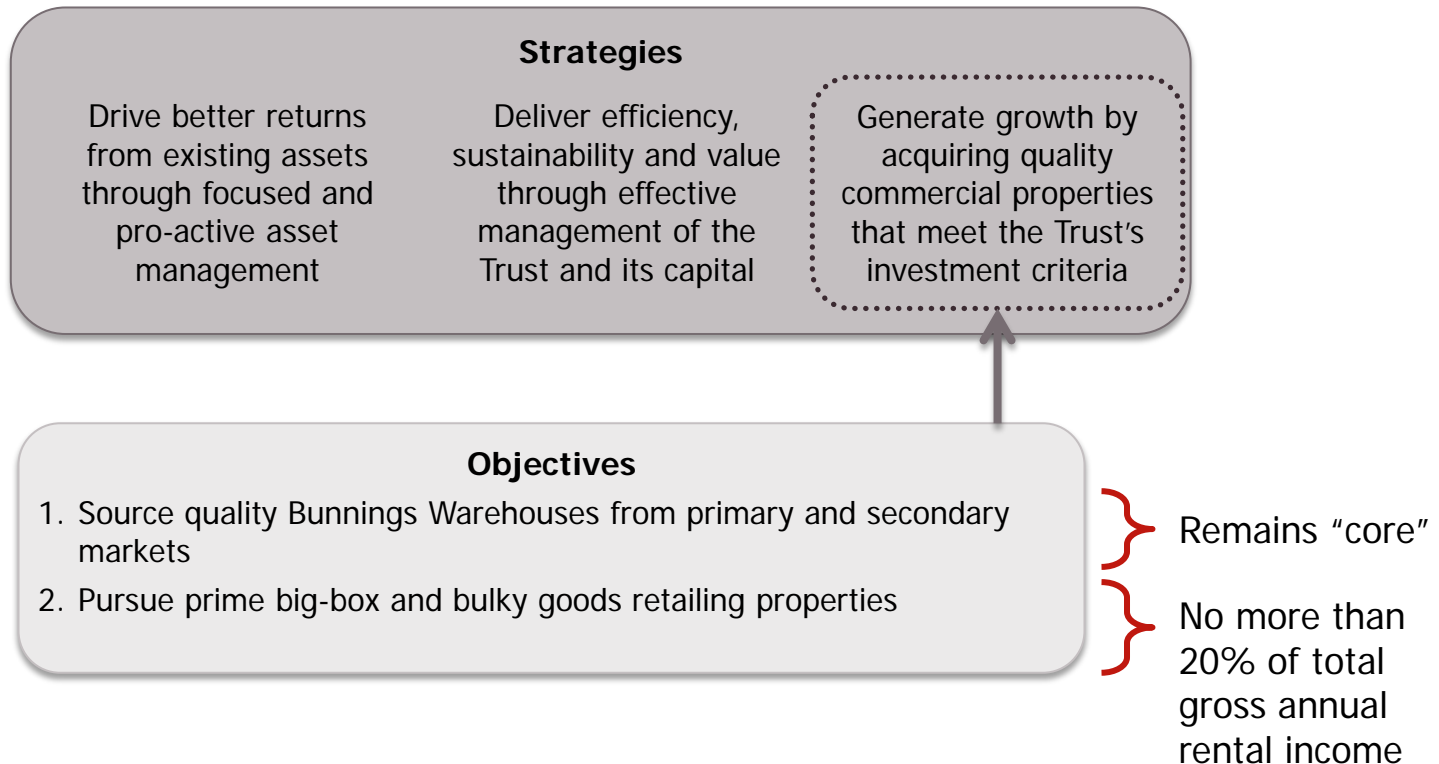 Strategies
Drive better returns
from existing assets
through focused and
pro-active asset
management
Deliver efficiency,
sustainability and value
through effective
management of the
Trust and its capital
Generate growth by
acquiring quality
commercial properties
that meet the Trust’s
investment criteria
Objectives
1. Source quality Bunnings Warehouses from primary and secondary
markets
2. Pursue prime big-box and bulky goods retailing properties
Remains “core”
No more than
20% of total
gross annual
rental income